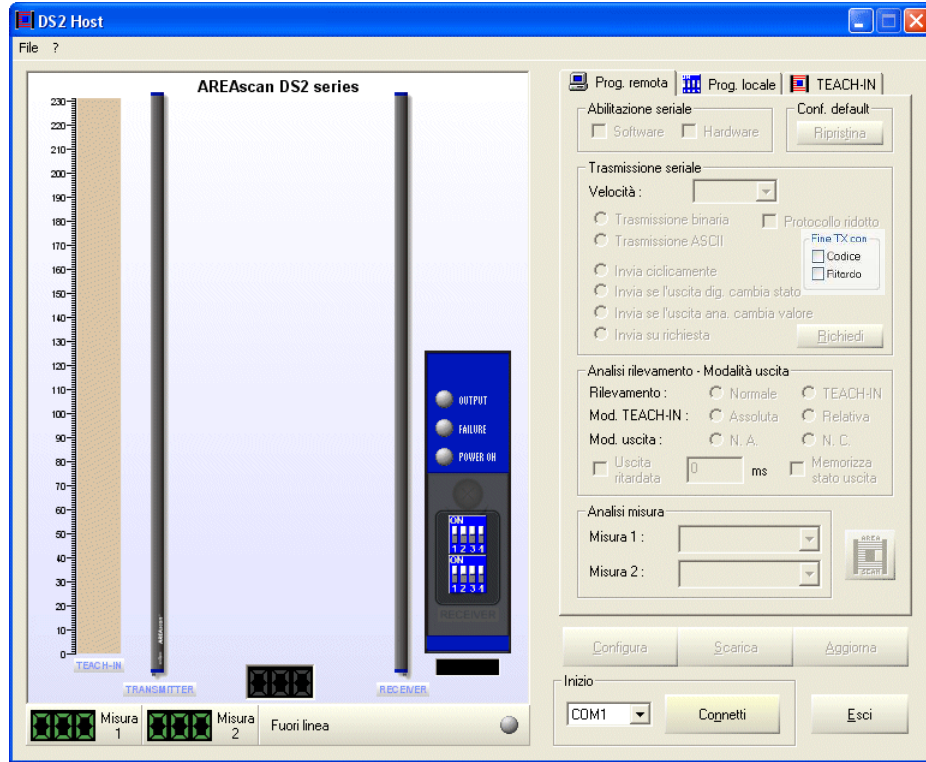 DS2 Host
File ?
AREAscan DS2 series
230
220
210
200
190
180
170
160
150
140
130
120
110
100
90
80
70
60
50
40
30
20
10
0
TEACH-IN
TRANSMITTER
AREAscan
OUTPUT
FAILURE
POWER ON
ON
1 2 3 4
ON
1 2 3 4
RECEIVER
RECEIVER
Misura 1
Misura 2
Fuori linea
Prog. remota
Prog. locale
TEACH-IN
Abilitazione seriale
Software Hardware
Conf. default
Ripristina
Trasmissione seriale
Velocità :
Trasmissione binaria
Protocollo ridotto
Trasmissione ASCII
Fine TX con
Codice
Ritardo
Invia ciclicamente
Invia se l'uscita dig. cambia stato
Invia se l'uscita ana. cambia valore
Invia su richiesta
Richiedi
Analisi rilevamento - Modalità uscita
Rilevamento : Normale TEACH-IN
Mod. TEACH-IN : Assoluta Relativa
Mod. uscita : N. A. N. C.
Uscita ritardata
0 ms
Memorizza stato uscita
Analisi misura
Misura 1 :
Misura 2 :
AREA
SCAN
Configura Scarica Aggiorna
Inizio
COM1 Connetti Esci